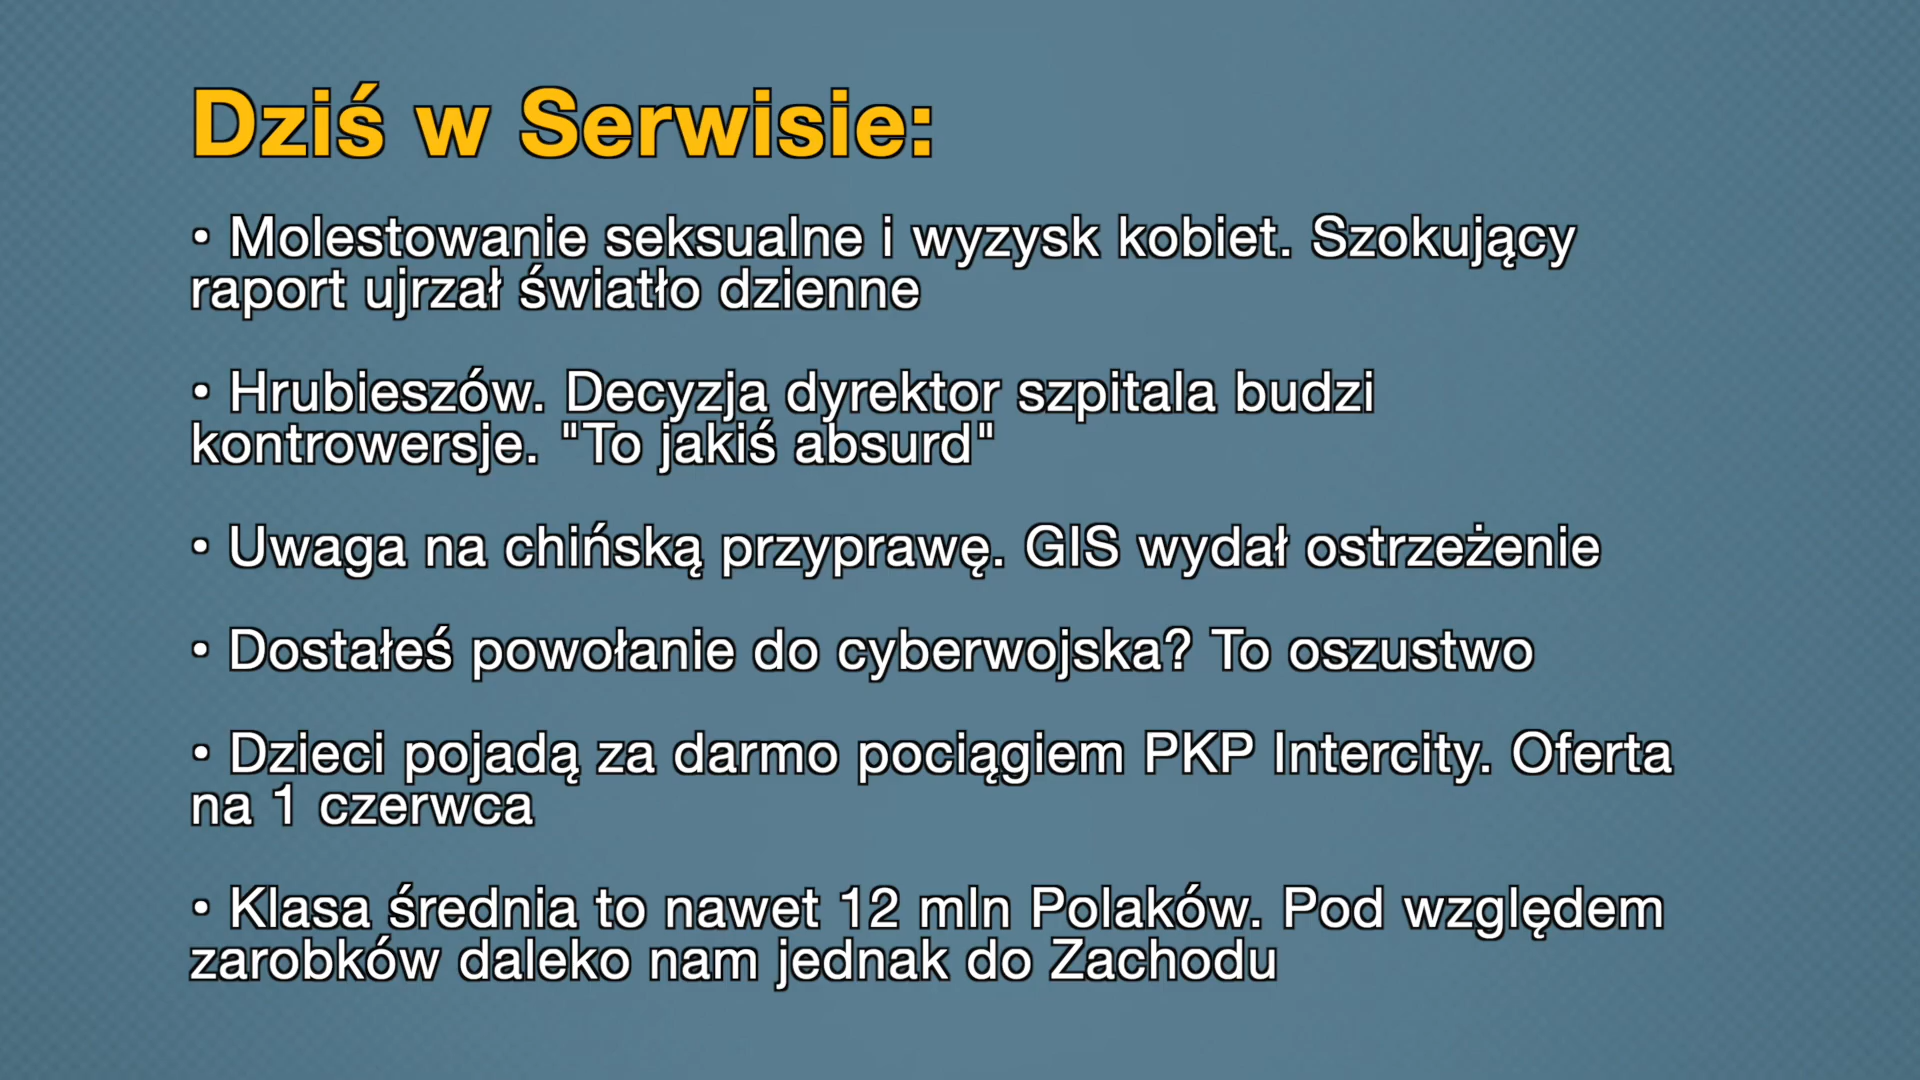 Dziś w Serwisie:
• Molestowanie seksualne i wyzysk kobiet. Szokujący
raport ujrzał światło dzienne
• Hrubieszów. Decyzja dyrektor szpitala budzi
kontrowersje. "To jakiś absurd"
• Uwaga na chińską przyprawę. GIS wydał ostrzeżenie
• Dostałeś powołanie do cyberwojska? To oszustwo
• Dzieci pojadą za darmo pociągiem PKP Intercity. Oferta
na 1 czerwca
• Klasa średnia to nawet 12 mln Polaków. Pod względem
zarobków daleko nam jednak do Zachodu